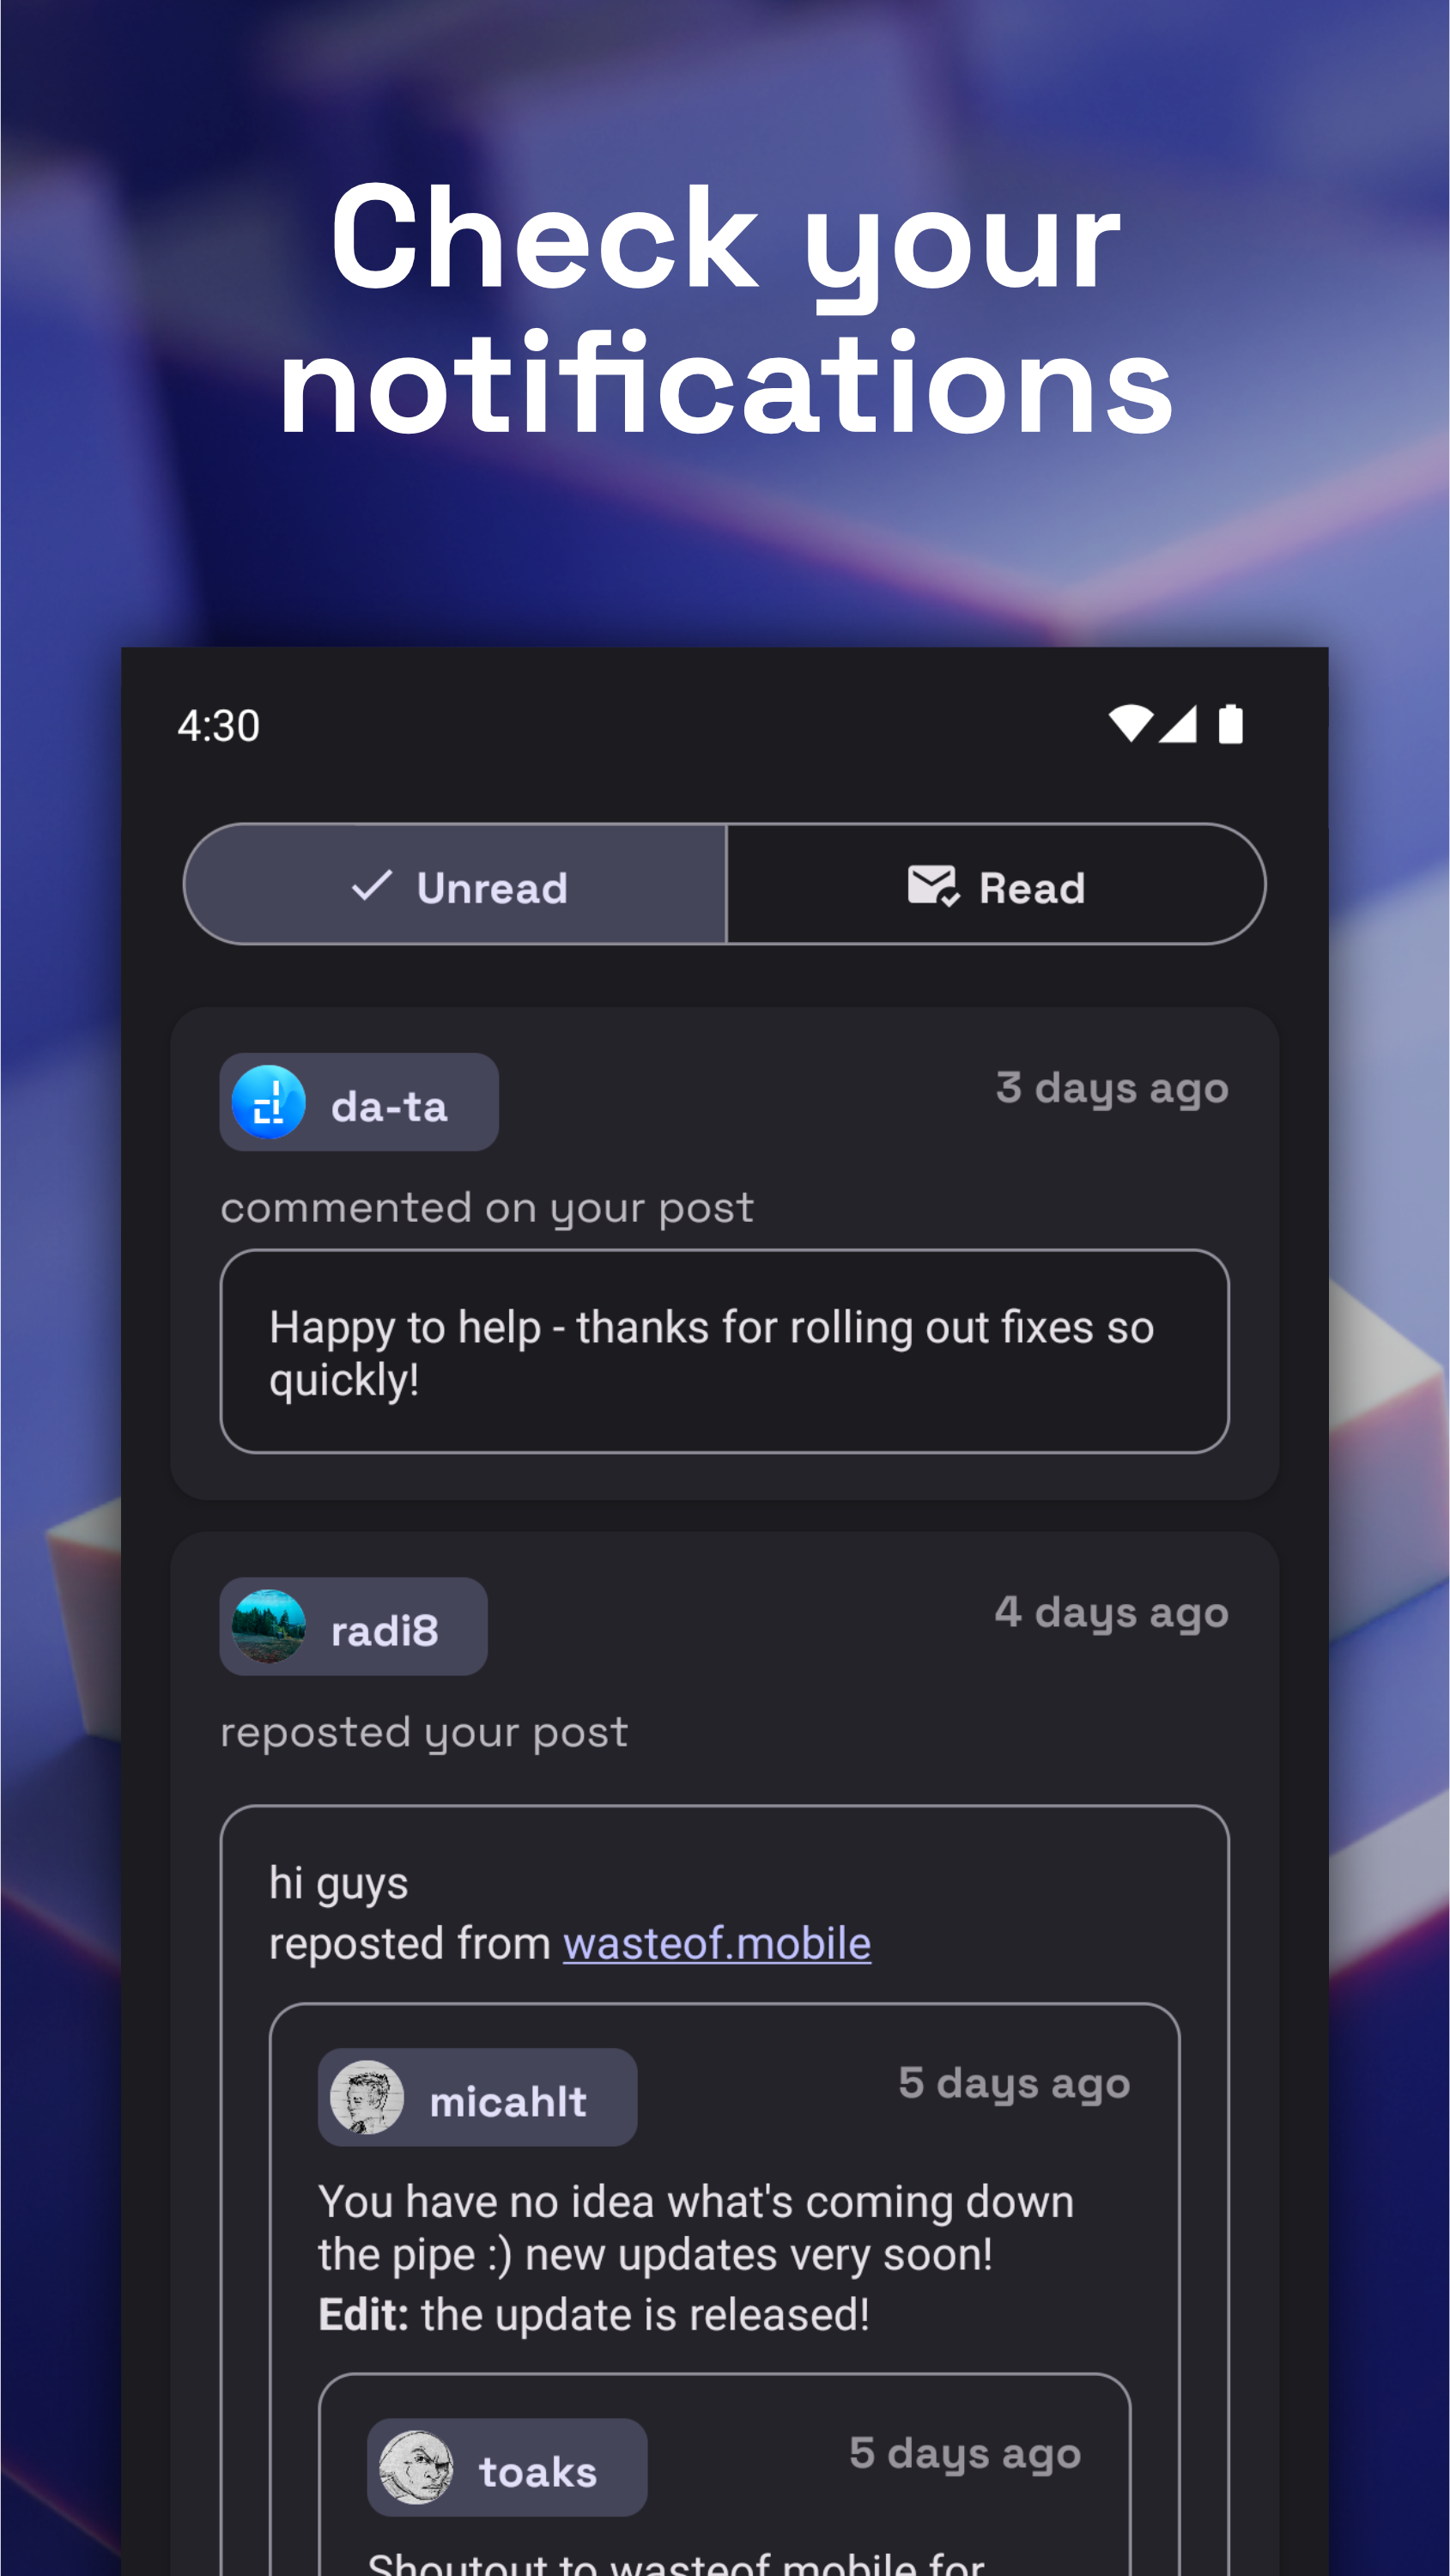 Check your
notifications
4:30
Unread
Read
da-ta
3 days ago
commented on your post
Happy to help - thanks for rolling out fixes so
quickly!
radi8
4 days ago
reposted your post
hi guys
reposted from wasteof.mobile
micahlt
5 days ago
You have no idea what's coming down
the pipe :) new updates very soon!
Edit: the update is released!
toaks
5 days ago
Shoutout to wasteof.mobile for